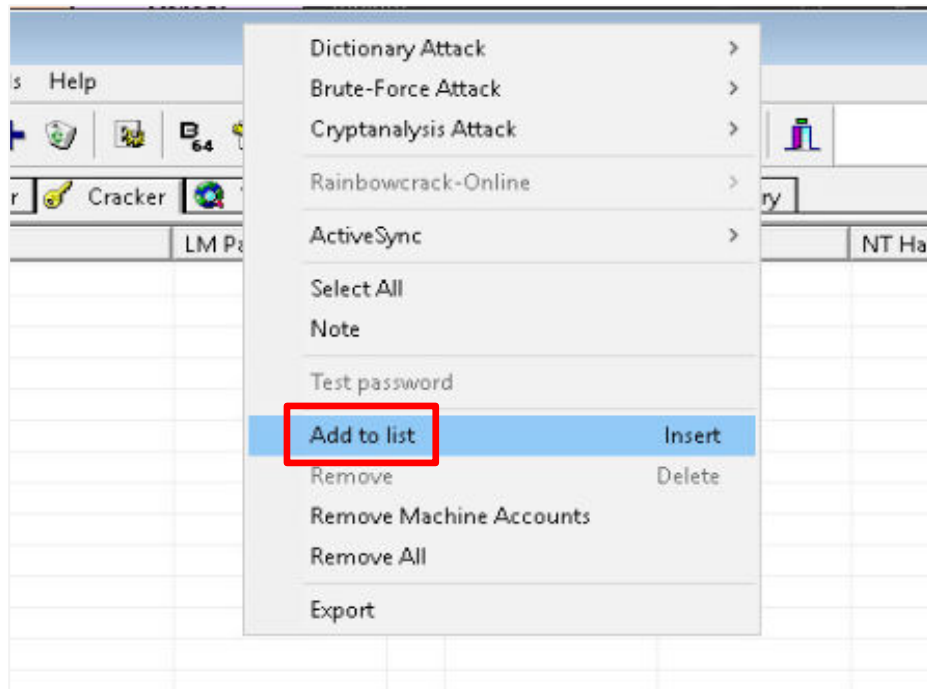 s Help
B 64
r Cracker
ry
LM Pa
NT Ha
Dictionary Attack
Brute-Force Attack
Cryptanalysis Attack
Rainbowcrack-Online
ActiveSync
Select All
Note
Test password
Add to list Insert
Remove Delete
Remove Machine Accounts
Remove All
Export